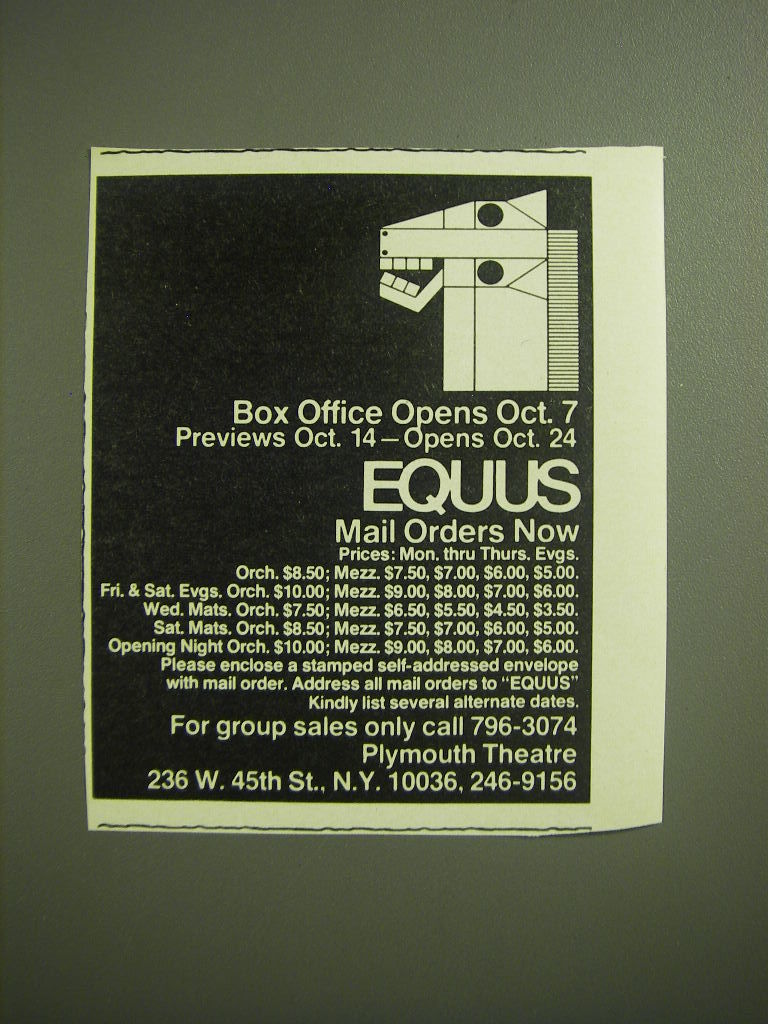 Box Office Opens Oct. 7
Previews Oct. 14 – Opens Oct. 24
EQUUS
Mail Orders Now
Prices: Mon. thru Thurs. Evgs.
Orch. $8.50; Mezz. $7.50, $7.00, $6.00, $5.00.
Fri. & Sat. Evgs. Orch. $10.00; Mezz. $9.00, $8.00, $7.00, $6.00.
Wed. Mats. Orch. $7.50; Mezz. $6.50, $5.50, $4.50, $3.50.
Sat. Mats. Orch. $8.50; Mezz. $7.50, $7.00, $6.00, $5.00.
Opening Night Orch. $10.00; Mezz. $9.00, $8.00, $7.00, $6.00.
Please enclose a stamped self-addressed envelope
with mail order. Address all mail orders to "EQUUS"
Kindly list several alternate dates.
For group sales only call 796-3074
Plymouth Theatre
236 W. 45th St., N.Y. 10036, 246-9156